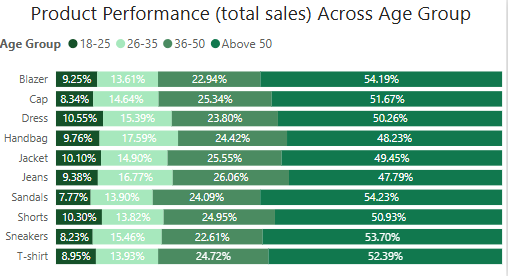 Product Performance (total sales) Across Age Group
Age Group 18-25 26-35 36-50 Above 50
Blazer 9.25% 13.61% 22.94% 54.19%
Cap 8.34% 14.64% 25.34% 51.67%
Dress 10.55% 15.39% 23.80% 50.26%
Handbag 9.76% 17.59% 24.42% 48.23%
Jacket 10.10% 14.90% 25.55% 49.45%
Jeans 9.38% 16.77% 26.06% 47.79%
Sandals 7.77% 13.90% 24.09% 54.23%
Shorts 10.30% 13.82% 24.95% 50.93%
Sneakers 8.23% 15.46% 22.61% 53.70%
T-shirt 8.95% 13.93% 24.72% 52.39%